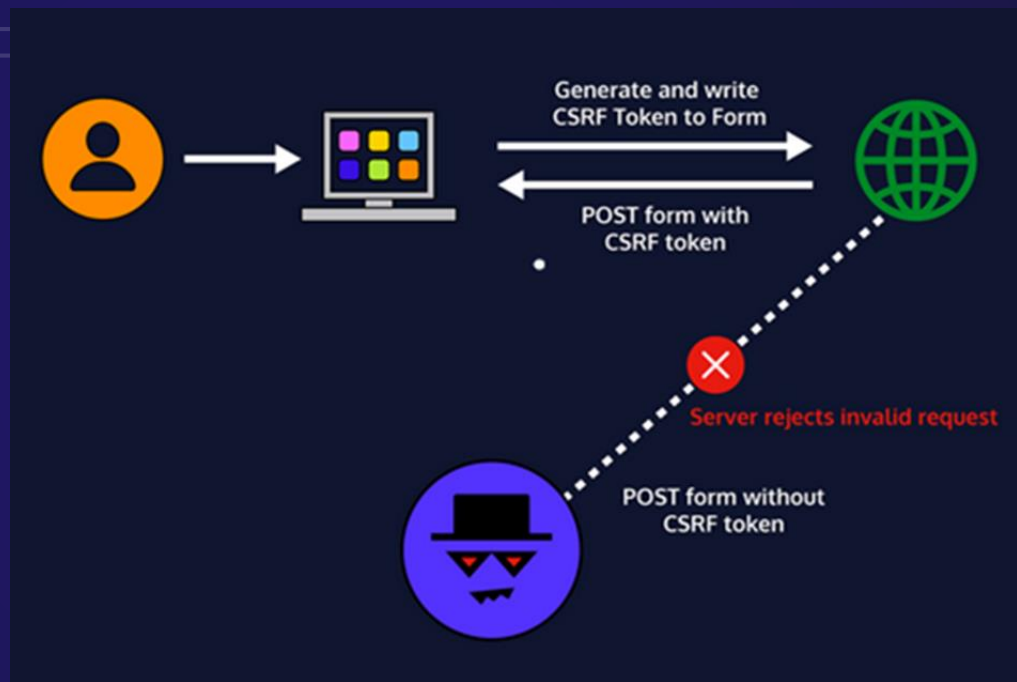 Generate and write
CSRF Token to Form
POST form with
CSRF token
Server rejects invalid request
POST form without
CSRF token